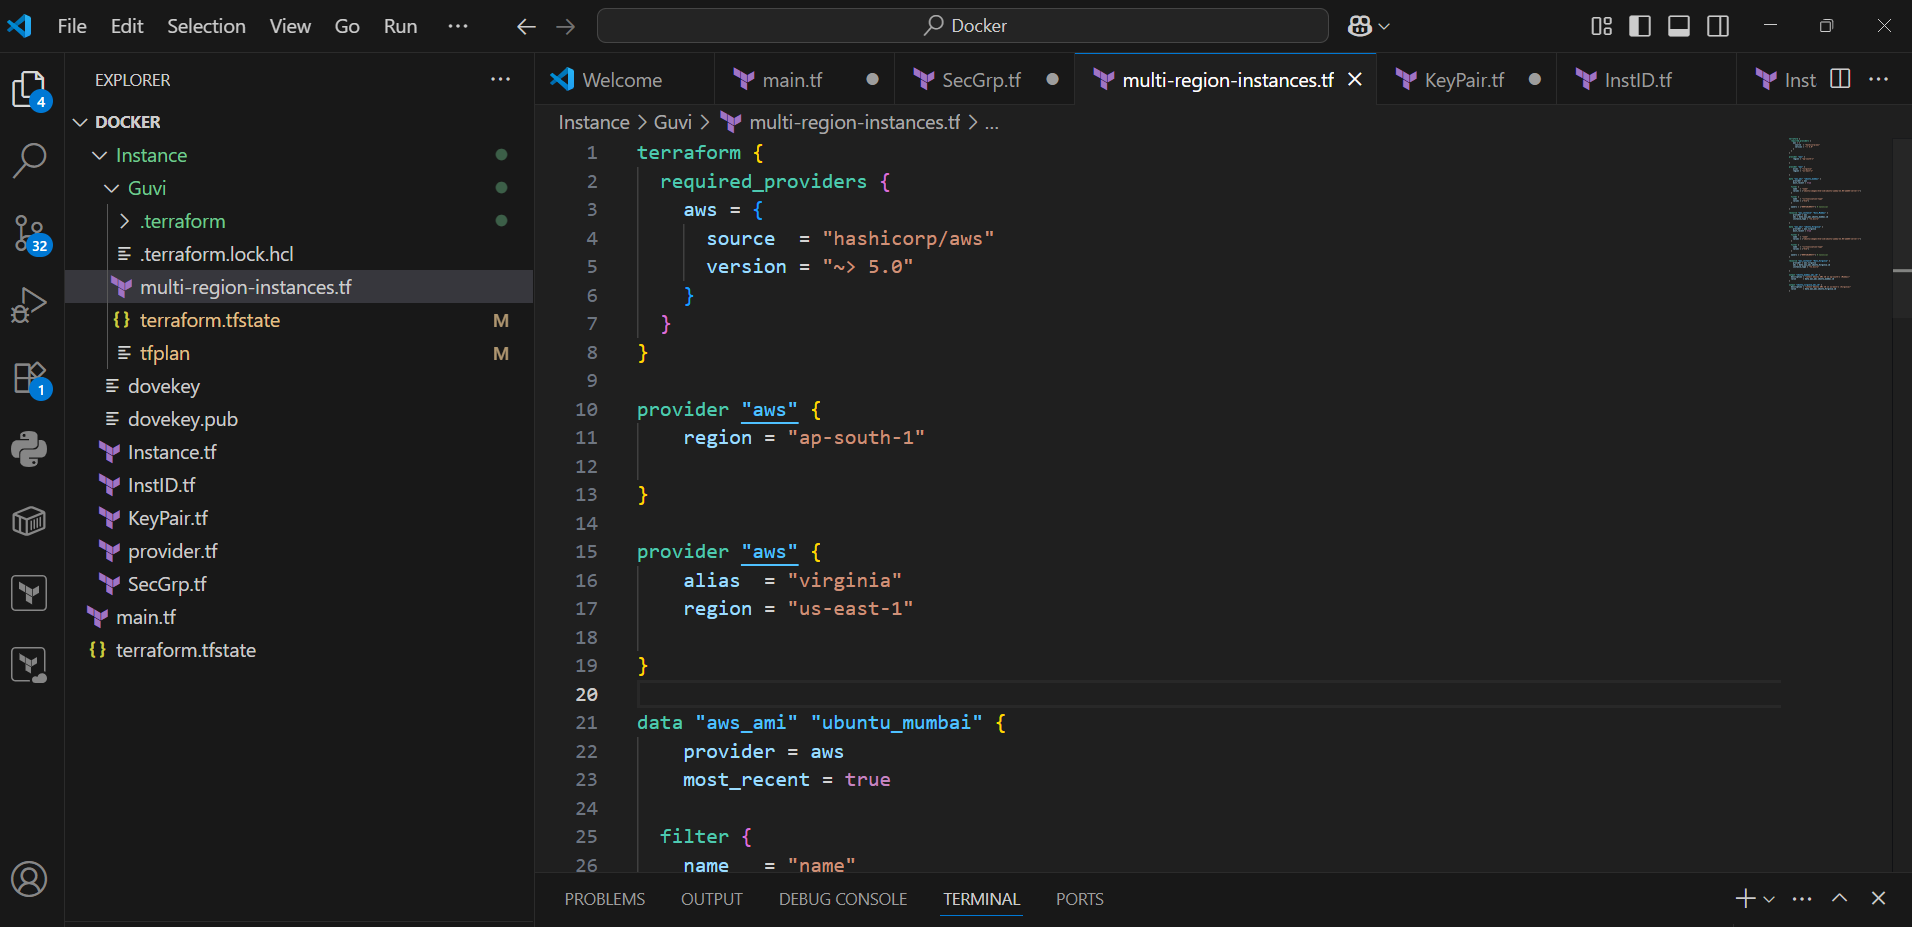 File Edit Selection View Go Run ··· Docker
EXPLORER ···
DOCKER
Instance
Guvi
.terraform
.terraform.lock.hcl
multi-region-instances.tf
terraform.tfstate M
tfplan M
dovekey
dovekey.pub
Instance.tf
InstID.tf
KeyPair.tf
provider.tf
SecGrp.tf
main.tf
terraform.tfstate
4
32
1
Welcome main.tf SecGrp.tf multi-region-instances.tf KeyPair.tf InstID.tf Inst ···
Instance > Guvi > multi-region-instances.tf > ...
1 terraform {
2 required_providers {
3 aws = {
4 source  = "hashicorp/aws"
5 version = "~> 5.0"
6 }
7 }
8 }
9
10 provider "aws" {
11 region = "ap-south-1"
12
13 }
14
15 provider "aws" {
16 alias  = "virginia"
17 region = "us-east-1"
18
19 }
20
21 data "aws_ami" "ubuntu_mumbai" {
22 provider = aws
23 most_recent = true
24
25 filter {
26 name   = "name"
PROBLEMS OUTPUT DEBUG CONSOLE TERMINAL PORTS ···